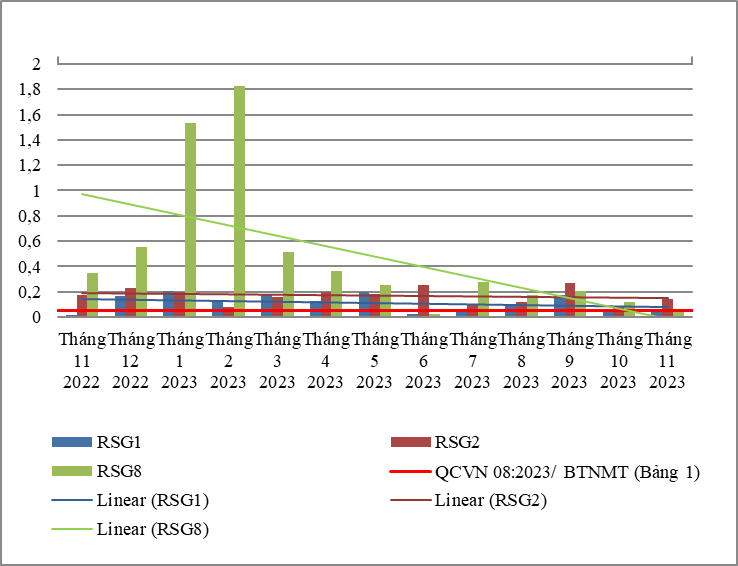 2
1,8
1,6
1,4
1,2
1
0,8
0,6
0,4
0,2
0
Tháng 11 2022
Tháng 12 2022
Tháng 1 2023
Tháng 2 2023
Tháng 3 2023
Tháng 4 2023
Tháng 5 2023
Tháng 6 2023
Tháng 7 2023
Tháng 8 2023
Tháng 9 2023
Tháng 10 2023
Tháng 11 2023
RSG1
RSG2
RSG8
QCVN 08:2023/ BTNMT (Bảng 1)
Linear (RSG1)
Linear (RSG2)
Linear (RSG8)